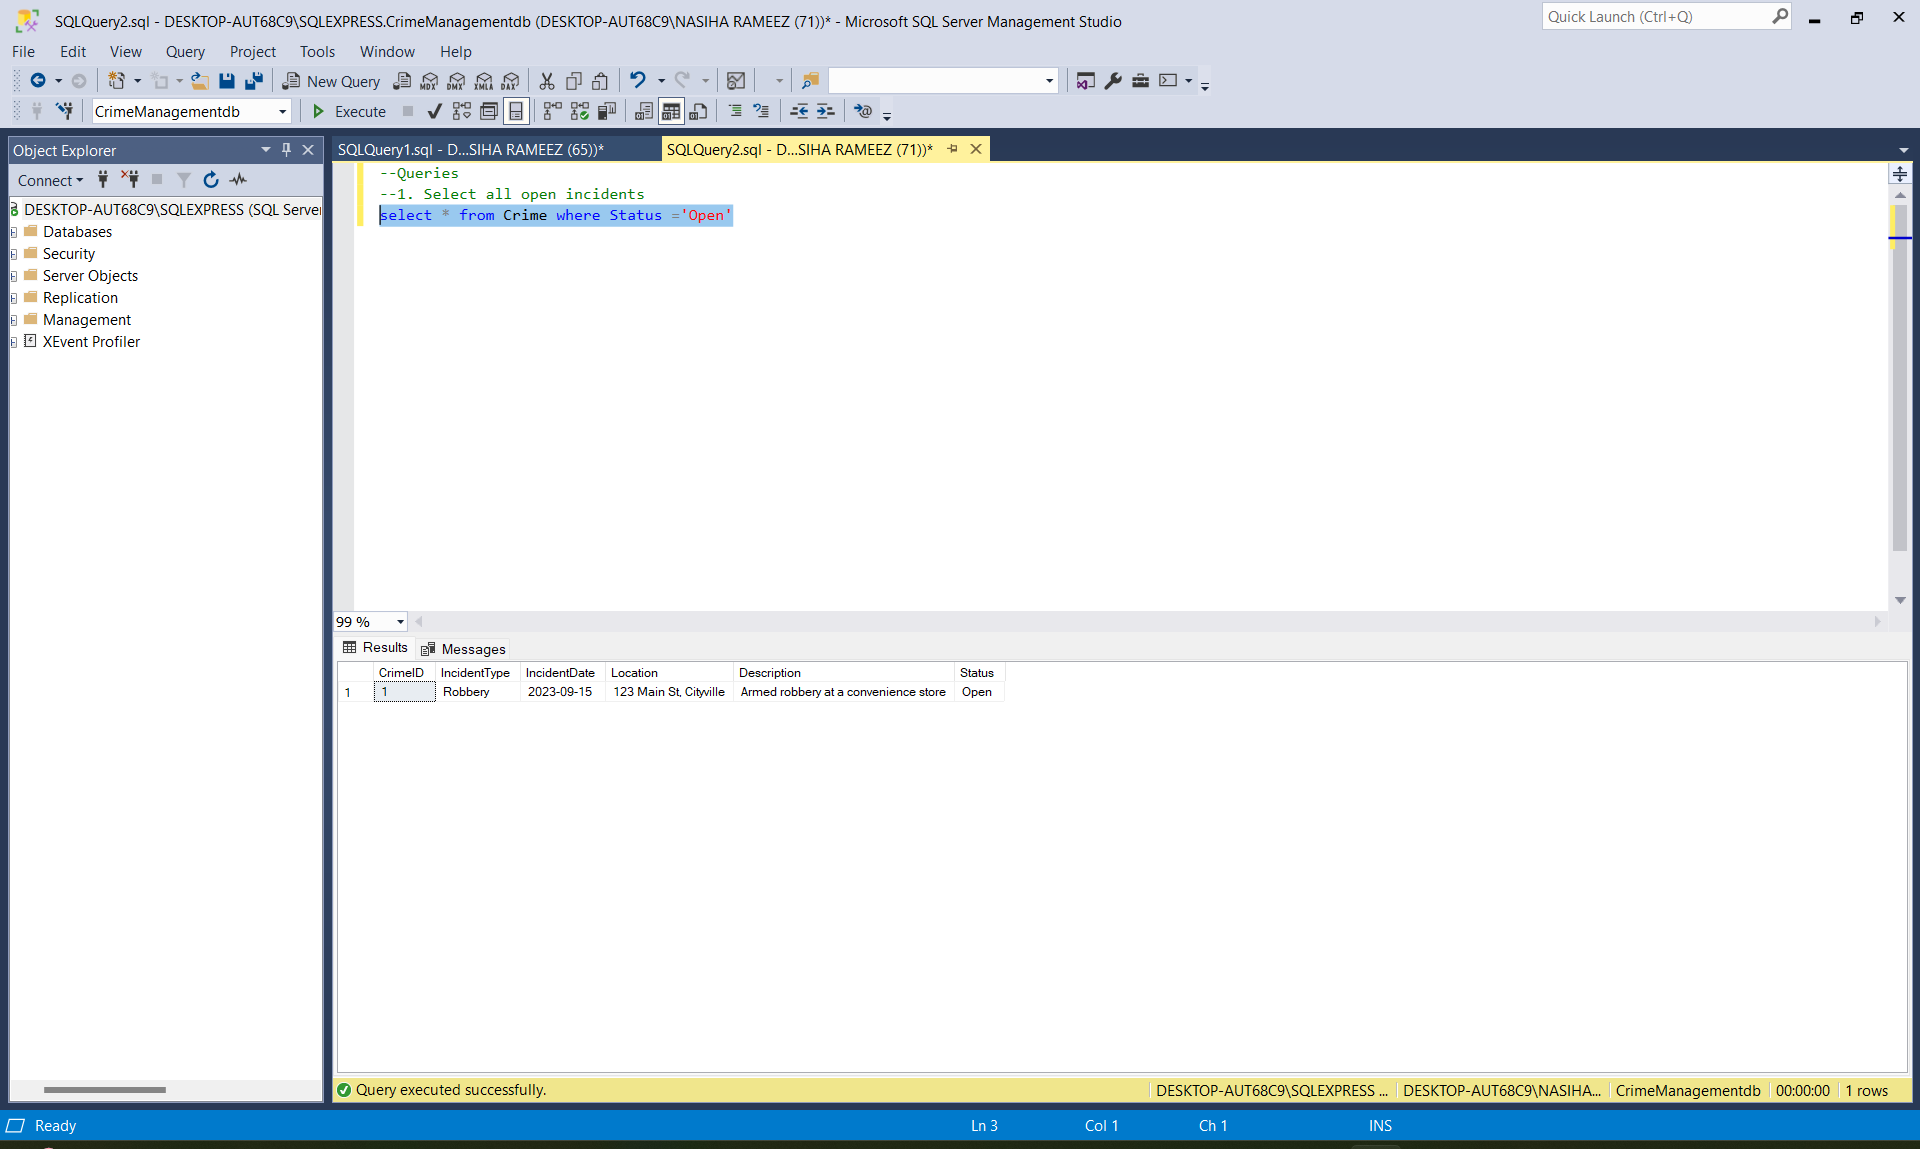 SQLQuery2.sql - DESKTOP-AUT68C9\SQLEXPRESS.CrimeManagementdb (DESKTOP-AUT68C9\NASIHA RAMEEZ (71))* - Microsoft SQL Server Management Studio
Quick Launch (Ctrl+Q)
File Edit View Query Project Tools Window Help
New Query MDX DMX XMLA DAX
CrimeManagementdb Execute
Object Explorer
SQLQuery1.sql - D...SIHA RAMEEZ (65))*
SQLQuery2.sql - D...SIHA RAMEEZ (71))*
Connect
DESKTOP-AUT68C9\SQLEXPRESS (SQL Server
Databases
Security
Server Objects
Replication
Management
XEvent Profiler
--Queries
--1. Select all open incidents
select * from Crime where Status ='Open'
99 %
Results Messages
CrimeID IncidentType IncidentDate Location Description Status
1 1 Robbery 2023-09-15 123 Main St, Cityville Armed robbery at a convenience store Open
Query executed successfully.
DESKTOP-AUT68C9\SQLEXPRESS ... DESKTOP-AUT68C9\NASIHA... CrimeManagementdb 00:00:00 1 rows
Ready Ln 3 Col 1 Ch 1 INS